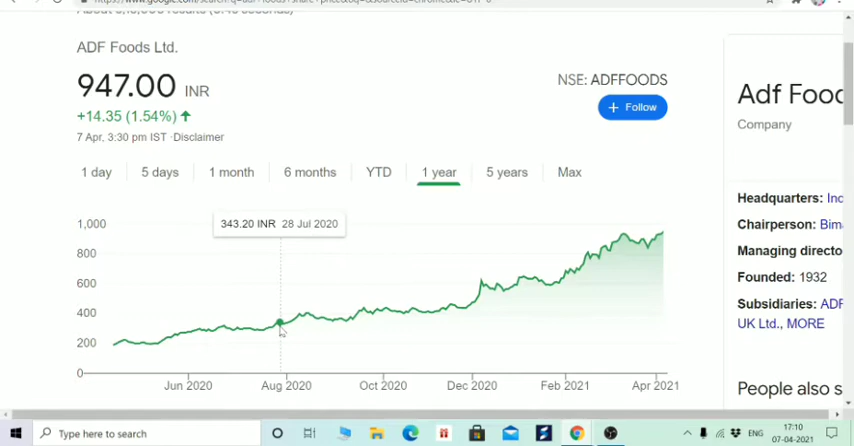 ADF Foods Ltd.
947.00 INR
+14.35 (1.54%)
7 Apr, 3:30 pm IST · Disclaimer
NSE: ADFFOODS
+ Follow
1 day 5 days 1 month 6 months YTD 1 year 5 years Max
343.20 INR 28 Jul 2020
1,000
800
600
400
200
0
Jun 2020 Aug 2020 Oct 2020 Dec 2020 Feb 2021 Apr 2021
Adf Food
Company
Headquarters:
Chairperson:
Managing
Founded: 1932
Subsidiaries: ADF
UK Ltd., MORE
People also s
Type here to search
ENG
17:10
07-04-2021